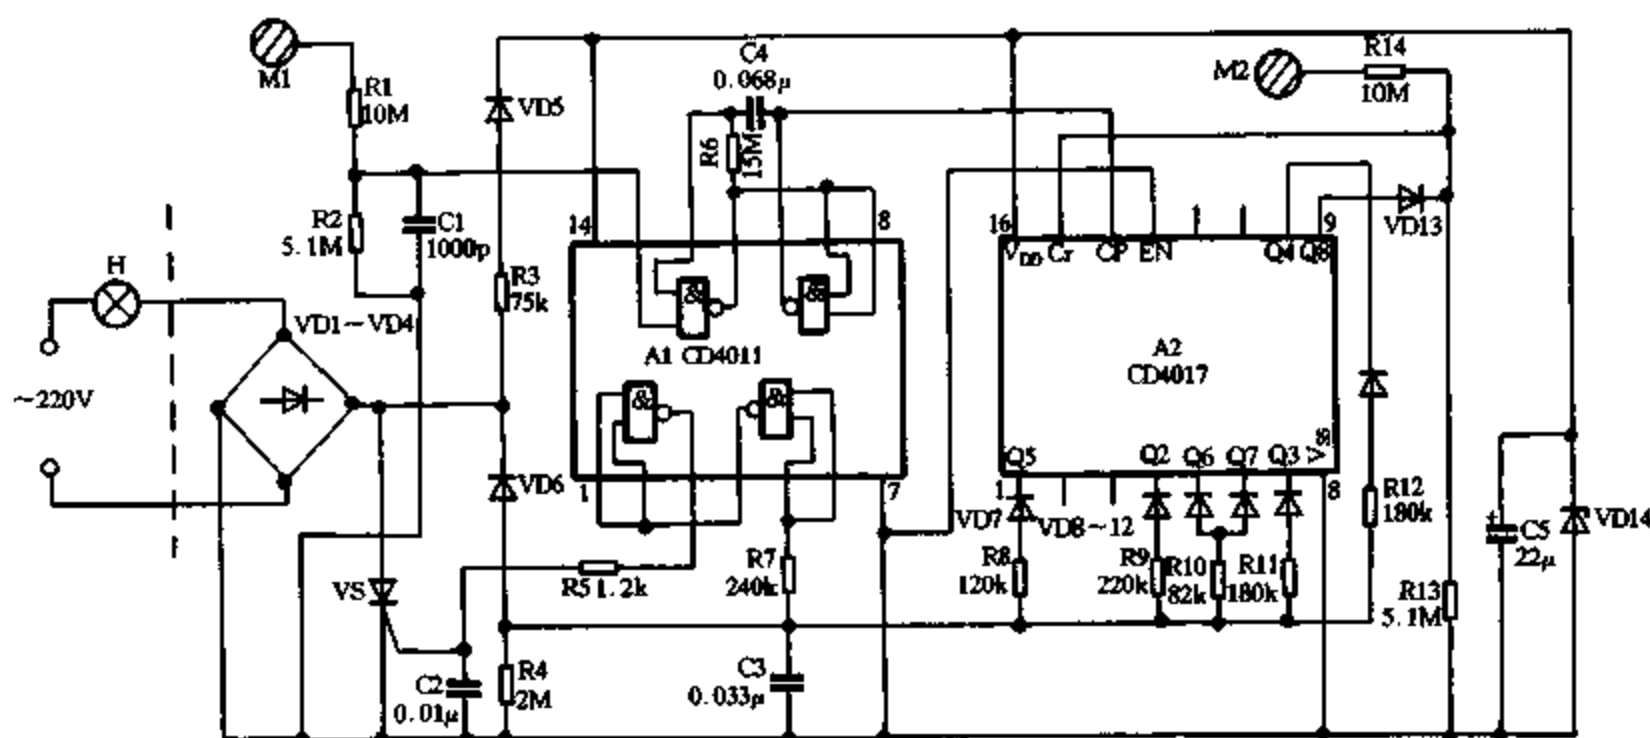 M1
R1
10M
R2
5.1M
C1
1000p
H
~220V
VD1~VD4
VD5
R3
75k
VD6
VS
R5 1.2k
C2
0.01μ
R4
2M
C4
0.068μ
R6
15M
14
8
&
&
A1 CD4011
&
&
1
7
R7
240k
C3
0.033μ
M2
R14
10M
16
9
VDD
Cr
CP
EN
Q4
Q8
VD13
A2
CD4017
Q5
Q2
Q6
Q7
Q3
1
8
VD7
VD8~12
R8
120k
R9
220k
R10
82k
R11
180k
R12
180k
R13
5.1M
+
C5
22μ
VD14